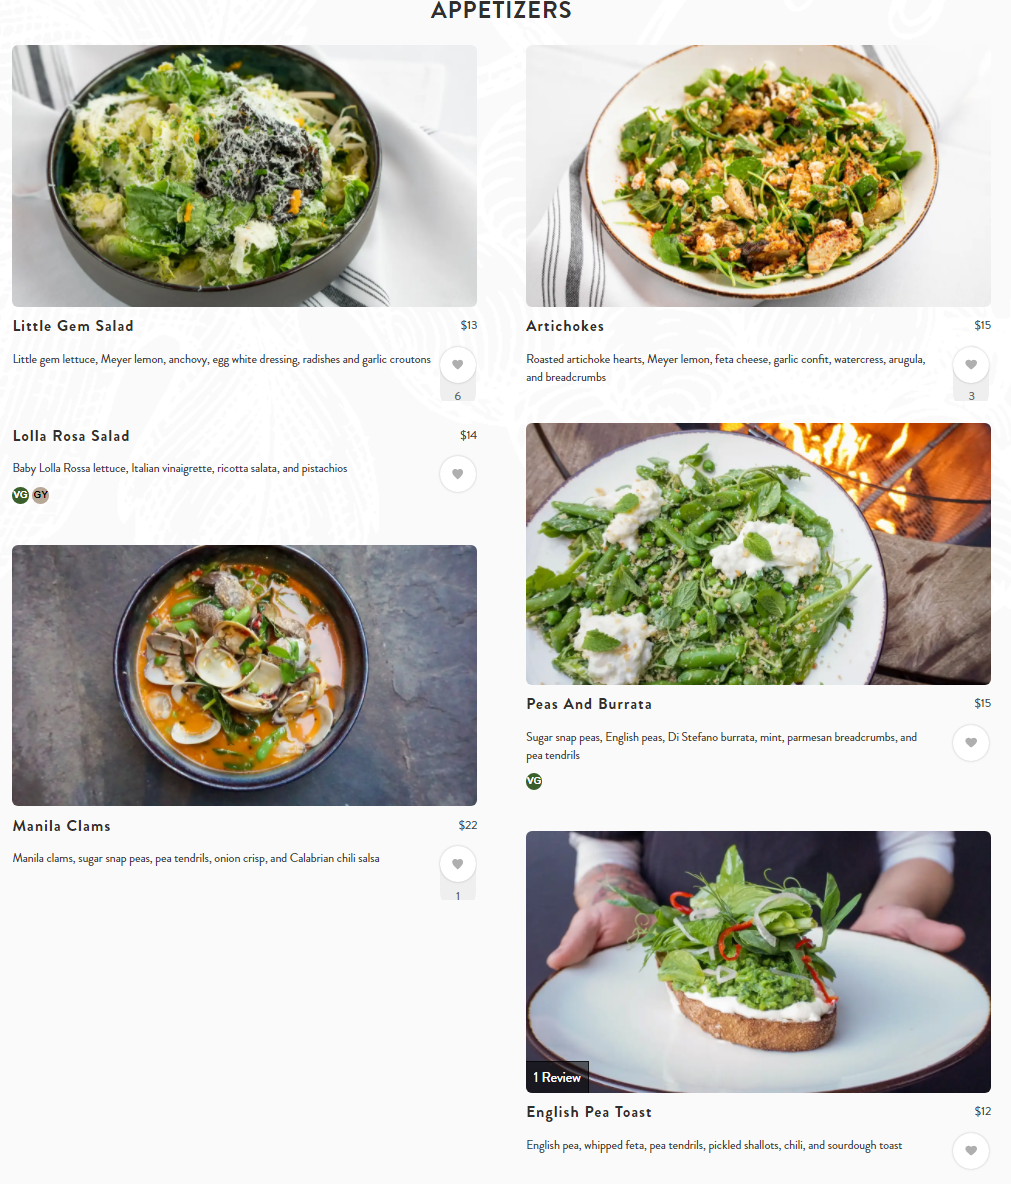 APPETIZERS
Little Gem Salad
$13
Little gem lettuce, Meyer lemon, anchovy, egg white dressing, radishes and garlic croutons
6
Artichokes
$15
Roasted artichoke hearts, Meyer lemon, feta cheese, garlic confit, watercress, arugula,
and breadcrumbs
3
Lolla Rosa Salad
$14
Baby Lolla Rossa lettuce, Italian vinaigrette, ricotta salata, and pistachios
VG GY
Peas And Burrata
$15
Sugar snap peas, English peas, Di Stefano burrata, mint, parmesan breadcrumbs, and
pea tendrils
VG
Manila Clams
$22
Manila clams, sugar snap peas, pea tendrils, onion crisp, and Calabrian chili salsa
1
1 Review
English Pea Toast
$12
English pea, whipped feta, pea tendrils, pickled shallots, chili, and sourdough toast